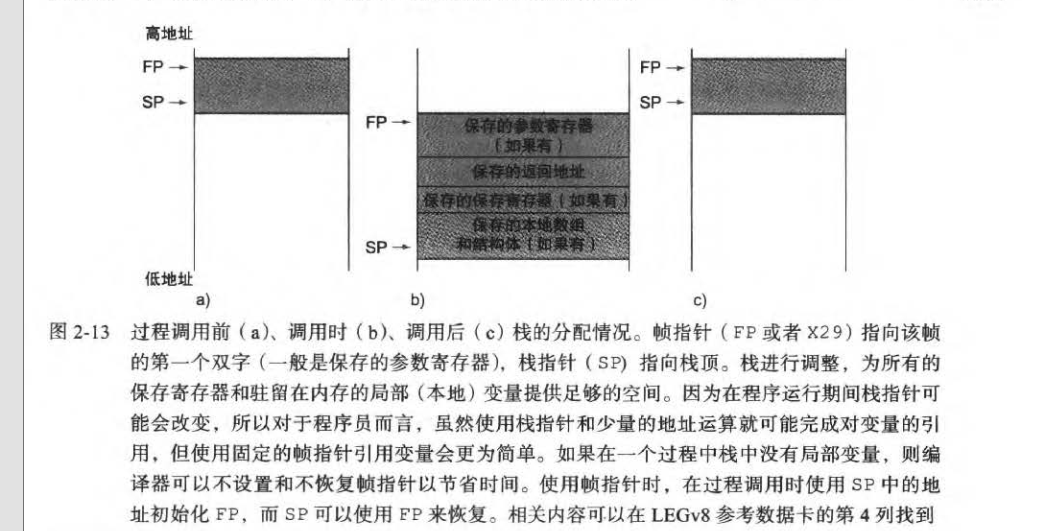 高地址
FP
SP
FP
保存的参数寄存器
（如果有）
保存的返回地址
保存的保存寄存器（如果有）
保存的本地数组
和结构体（如果有）
SP
FP
SP
低地址
a)
b)
c)
图 2-13 过程调用前（a）、调用时（b）、调用后（c）栈的分配情况。帧指针（FP 或者 X29）指向该帧
的第一个双字（一般是保存的参数寄存器），栈指针（SP）指向栈顶。栈进行调整，为所有的
保存寄存器和驻留在内存的局部（本地）变量提供足够的空间。因为在程序运行期间栈指针可
能会改变，所以对于程序员而言，虽然使用栈指针和少量的地址运算就可能完成对变量的引
用，但使用固定的帧指针引用变量会更为简单。如果在一个过程中栈中没有局部变量，则编
译器可以不设置和不恢复帧指针以节省时间。使用帧指针时，在过程调用时使用 SP 中的地
址初始化 FP，而 SP 可以使用 FP 来恢复。相关内容可以在 LEGv8 参考数据卡的第 4 列找到